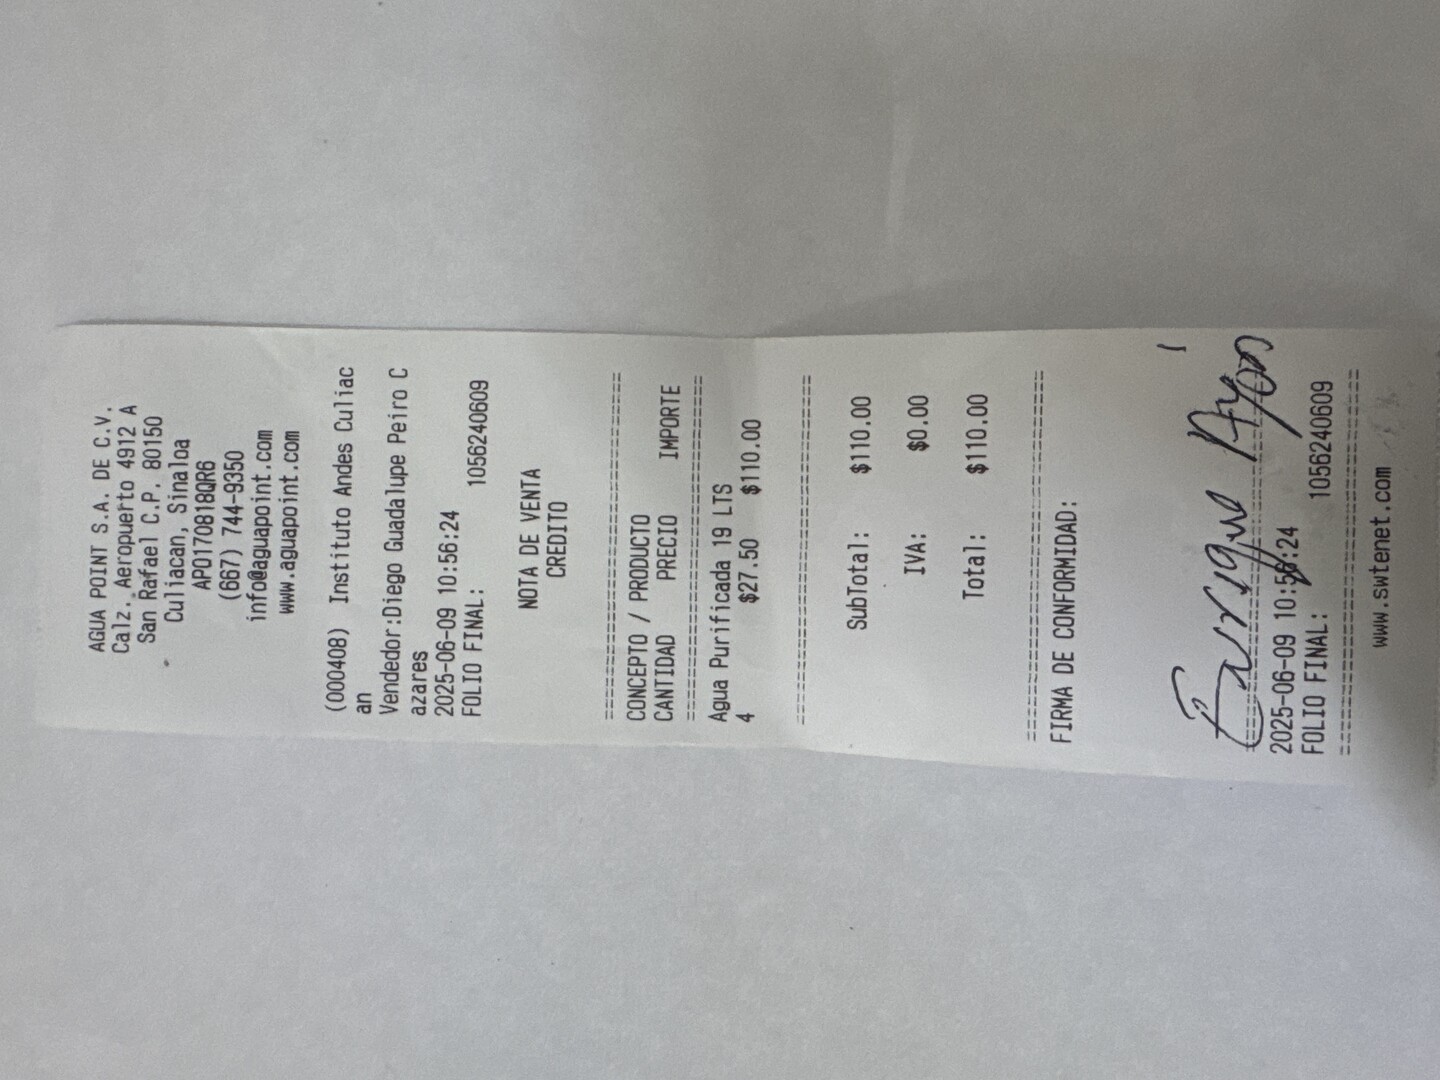 AGUA POINT S.A. DE C.V.
Calz. Aeropuerto 4912 A
San Rafael C.P. 80150
Culiacan, Sinaloa
APO170818QR6
(667) 744-9350
info@aguapoint.com
www.aguapoint.com
(000408) Instituto Andes Culiac
an
Vendedor:Diego Guadalupe Peiro C
azares
2025-06-09 10:56:24
FOLIO FINAL: 1056240609
NOTA DE VENTA
CREDITO
================================
CONCEPTO / PRODUCTO
CANTIDAD PRECIO IMPORTE
================================
Agua Purificada 19 LTS
4 $27.50 $110.00
================================
SubTotal: $110.00
IVA: $0.00
Total: $110.00
================================
FIRMA DE CONFORMIDAD:
Enrique Ayón
================================
2025-06-09 10:56:24
FOLIO FINAL: 1056240609
================================
www.swtenet.com